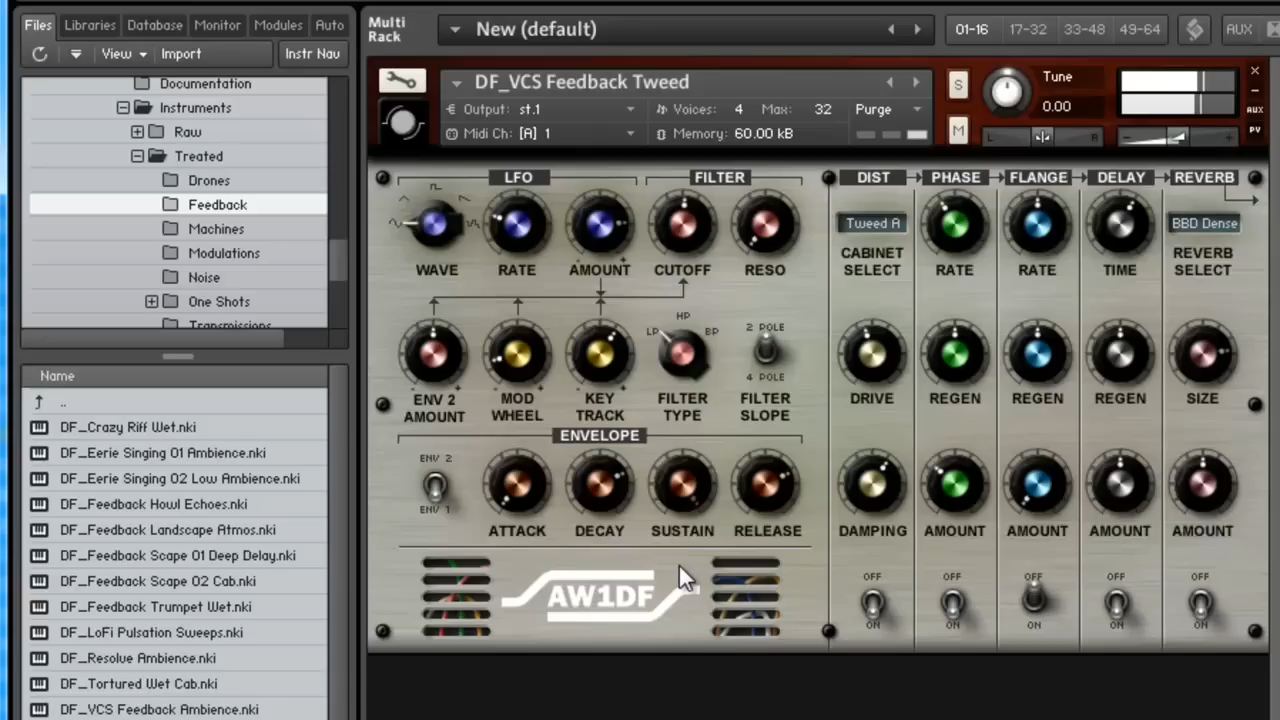 Files Libraries Database Monitor Modules Auto
View Import Instr Nav
Documentation
Instruments
Raw
Treated
Drones
Feedback
Machines
Modulations
Noise
One Shots
Transmissions
Name
..
DF_Crazy Riff Wet.nki
DF_Eerie Singing 01 Ambience.nki
DF_Eerie Singing 02 Low Ambience.nki
DF_Feedback Howl Echoes.nki
DF_Feedback Landscape Atmos.nki
DF_Feedback Scape 01 Deep Delay.nki
DF_Feedback Scape 02 Cab.nki
DF_Feedback Trumpet Wet.nki
DF_LoFi Pulsation Sweeps.nki
DF_Resolve Ambience.nki
DF_Tortured Wet Cab.nki
DF_VCS Feedback Ambience.nki
Multi
Rack
New (default)
01-16 17-32 33-48 49-64 AUX
DF_VCS Feedback Tweed
Output: st.1 Voices: 4 Max: 32 Purge
Midi Ch: [A] 1 Memory: 60.00 kB
S
M
Tune
0.00
L R
AUX
PV
LFO FILTER DIST PHASE FLANGE DELAY REVERB
Tweed A BBD Dense
WAVE RATE AMOUNT CUTOFF RESO
CABINET SELECT RATE RATE TIME REVERB SELECT
LP HP BP
2 POLE
4 POLE
ENV 2 AMOUNT MOD WHEEL KEY TRACK FILTER TYPE FILTER SLOPE
DRIVE REGEN REGEN REGEN SIZE
ENVELOPE
ENV 2
ENV 1
ATTACK DECAY SUSTAIN RELEASE
DAMPING AMOUNT AMOUNT AMOUNT AMOUNT
OFF OFF OFF OFF OFF
ON ON ON ON ON
AW1DF